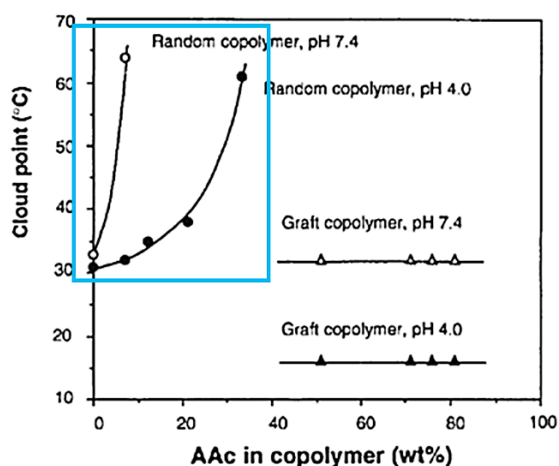 70
Random copolymer, pH 7.4
60
Random copolymer, pH 4.0
Cloud point (°C)
50
40
Graft copolymer, pH 7.4
30
20
Graft copolymer, pH 4.0
10
0 20 40 60 80 100
AAc in copolymer (wt%)